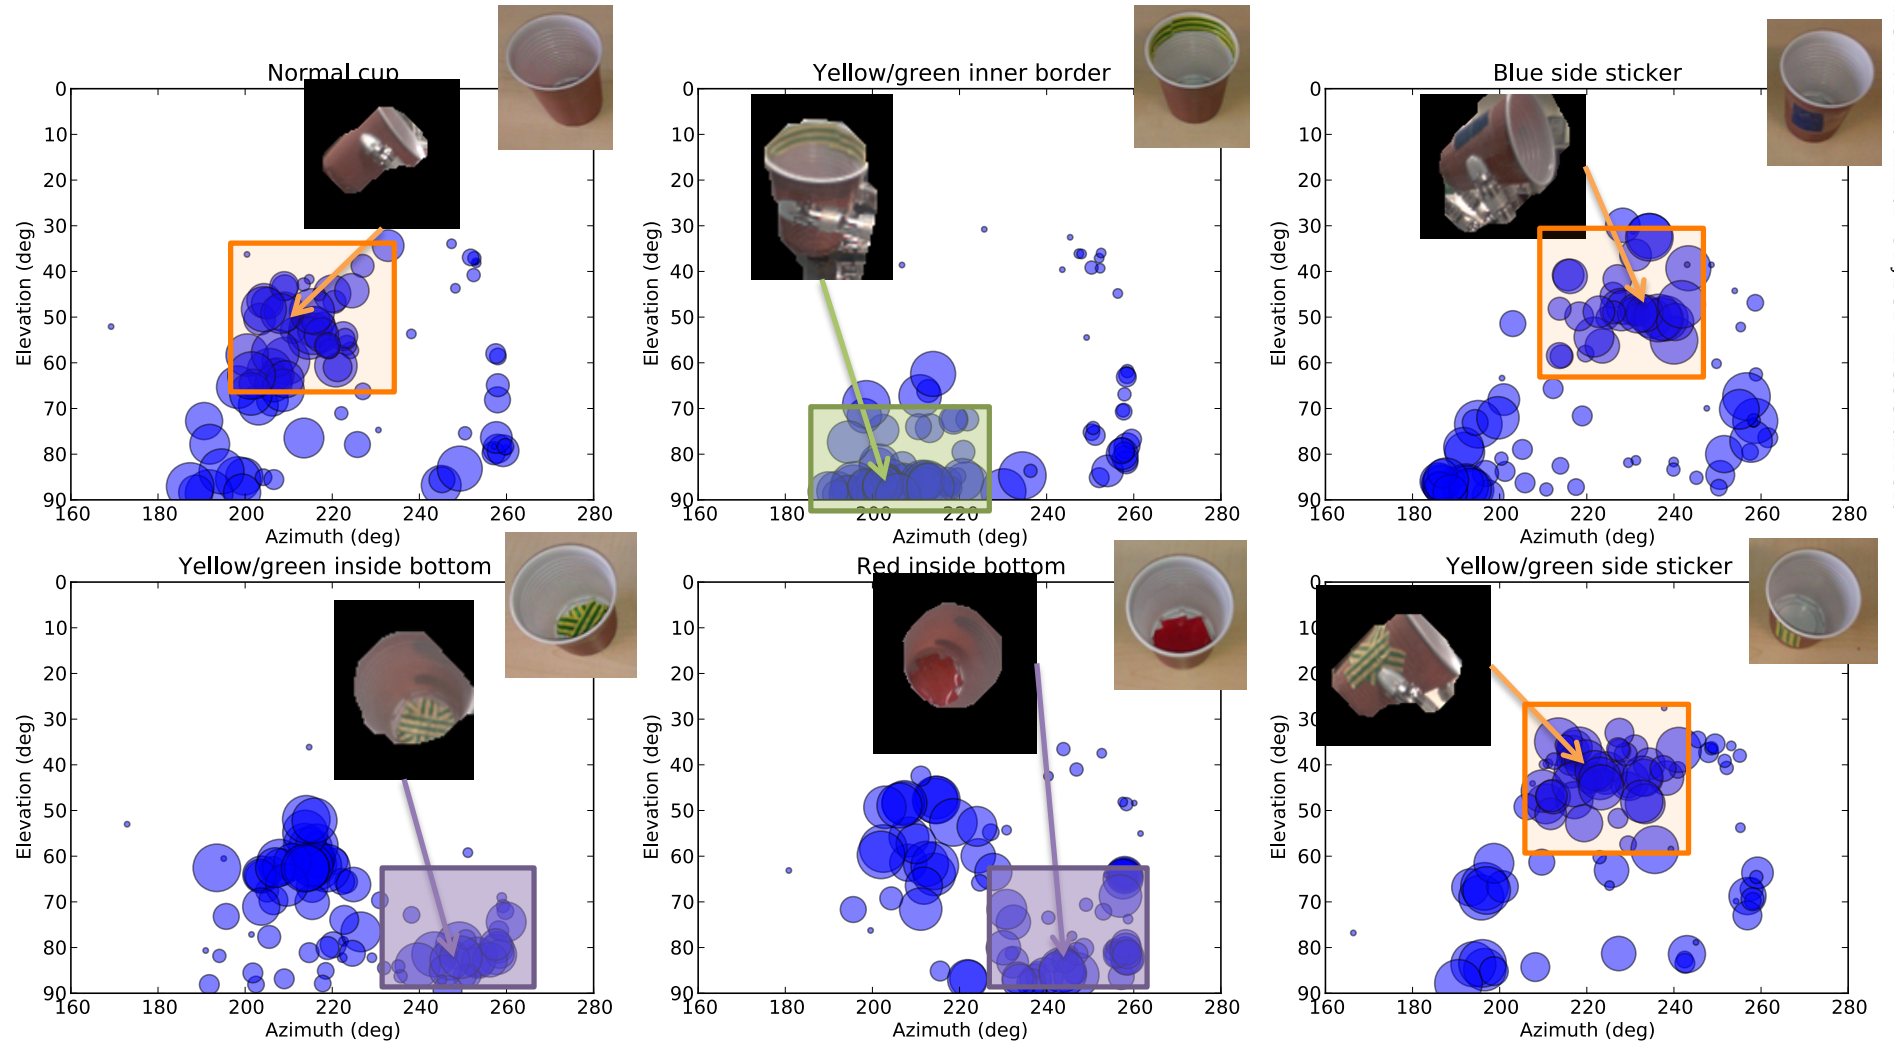 Normal cup
Yellow/green inner border
Blue side sticker
0
10
20
30
40
50
60
70
80
90
160 180 200 220 240 260 280
Elevation (deg)
Azimuth (deg)
0
10
20
30
40
50
60
70
80
90
160 180 200 220 240 260 280
Elevation (deg)
Azimuth (deg)
0
10
20
30
40
50
60
70
80
90
160 180 200 220 240 260 280
Elevation (deg)
Azimuth (deg)
Yellow/green inside bottom
Red inside bottom
Yellow/green side sticker
0
10
20
30
40
50
60
70
80
90
160 180 200 220 240 260 280
Elevation (deg)
Azimuth (deg)
0
10
20
30
40
50
60
70
80
90
160 180 200 220 240 260 280
Elevation (deg)
Azimuth (deg)
0
10
20
30
40
50
60
70
80
90
160 180 200 220 240 260 280
Elevation (deg)
Azimuth (deg)